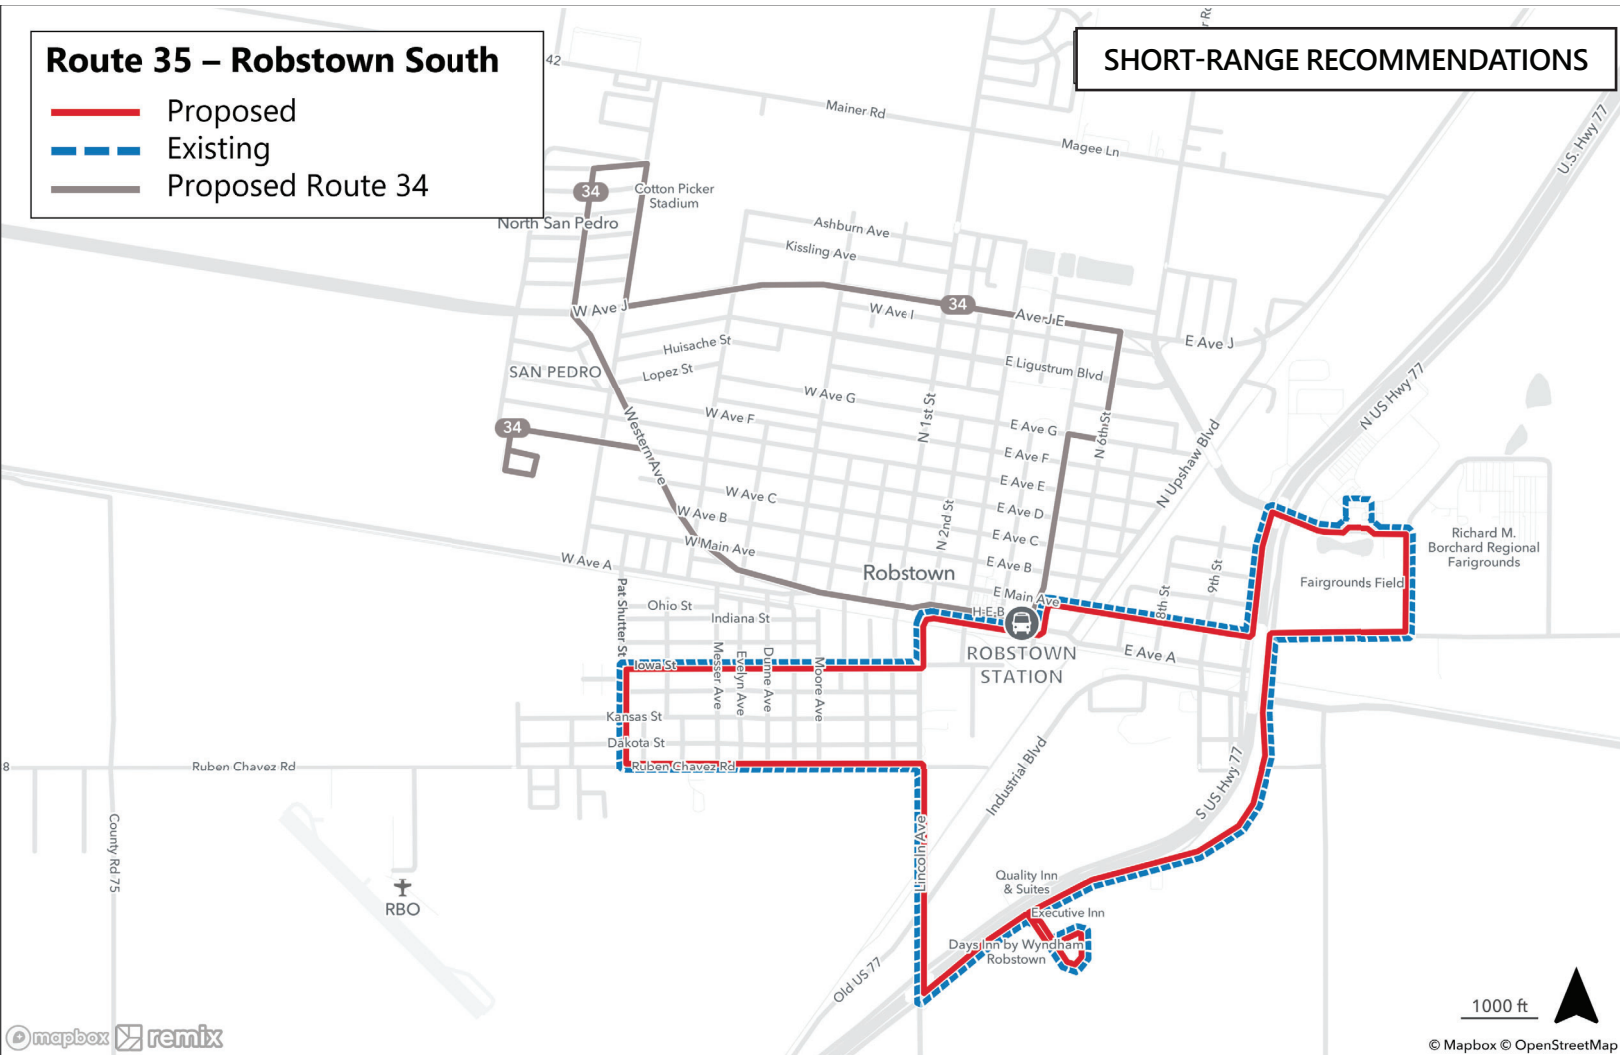 Route 35 – Robstown South
Proposed
Existing
Proposed Route 34
SHORT-RANGE RECOMMENDATIONS
42
Mainer Rd
Magee Ln
U.S. Hwy 77
34
Cotton Picker
Stadium
North San Pedro
Ashburn Ave
Kissling Ave
W Ave J
34
W Ave I
Ave J E
E Ave J
Huisache St
Lopez St
SAN PEDRO
E Ligustrum Blvd
N US Hwy 77
W Ave G
W Ave F
N 1st St
34
Western Ave
E Ave G
N 6th St
E Ave F
N Upshaw Blvd
E Ave E
W Ave C
W Ave B
E Ave D
N 2nd St
E Ave C
W Main Ave
W Ave A
E Ave B
Robstown
Richard M.
Borchard Regional
Farigrounds
Fairgrounds Field
9th St
8th St
E Main Ave
H-E-B
Pat Shutter St
Ohio St
Indiana St
ROBSTOWN
STATION
E Ave A
Iowa St
Messer Ave
Evelyn Ave
Dunne Ave
Moore Ave
Kansas St
Dakota St
8
Ruben Chavez Rd
Ruben Chavez Rd
Industrial Blvd
S US Hwy 77
County Rd 75
Lincoln Ave
RBO
Quality Inn
& Suites
Executive Inn
Days Inn by Wyndham
Robstown
Old US 77
1000 ft
mapbox remix
© Mapbox © OpenStreetMap